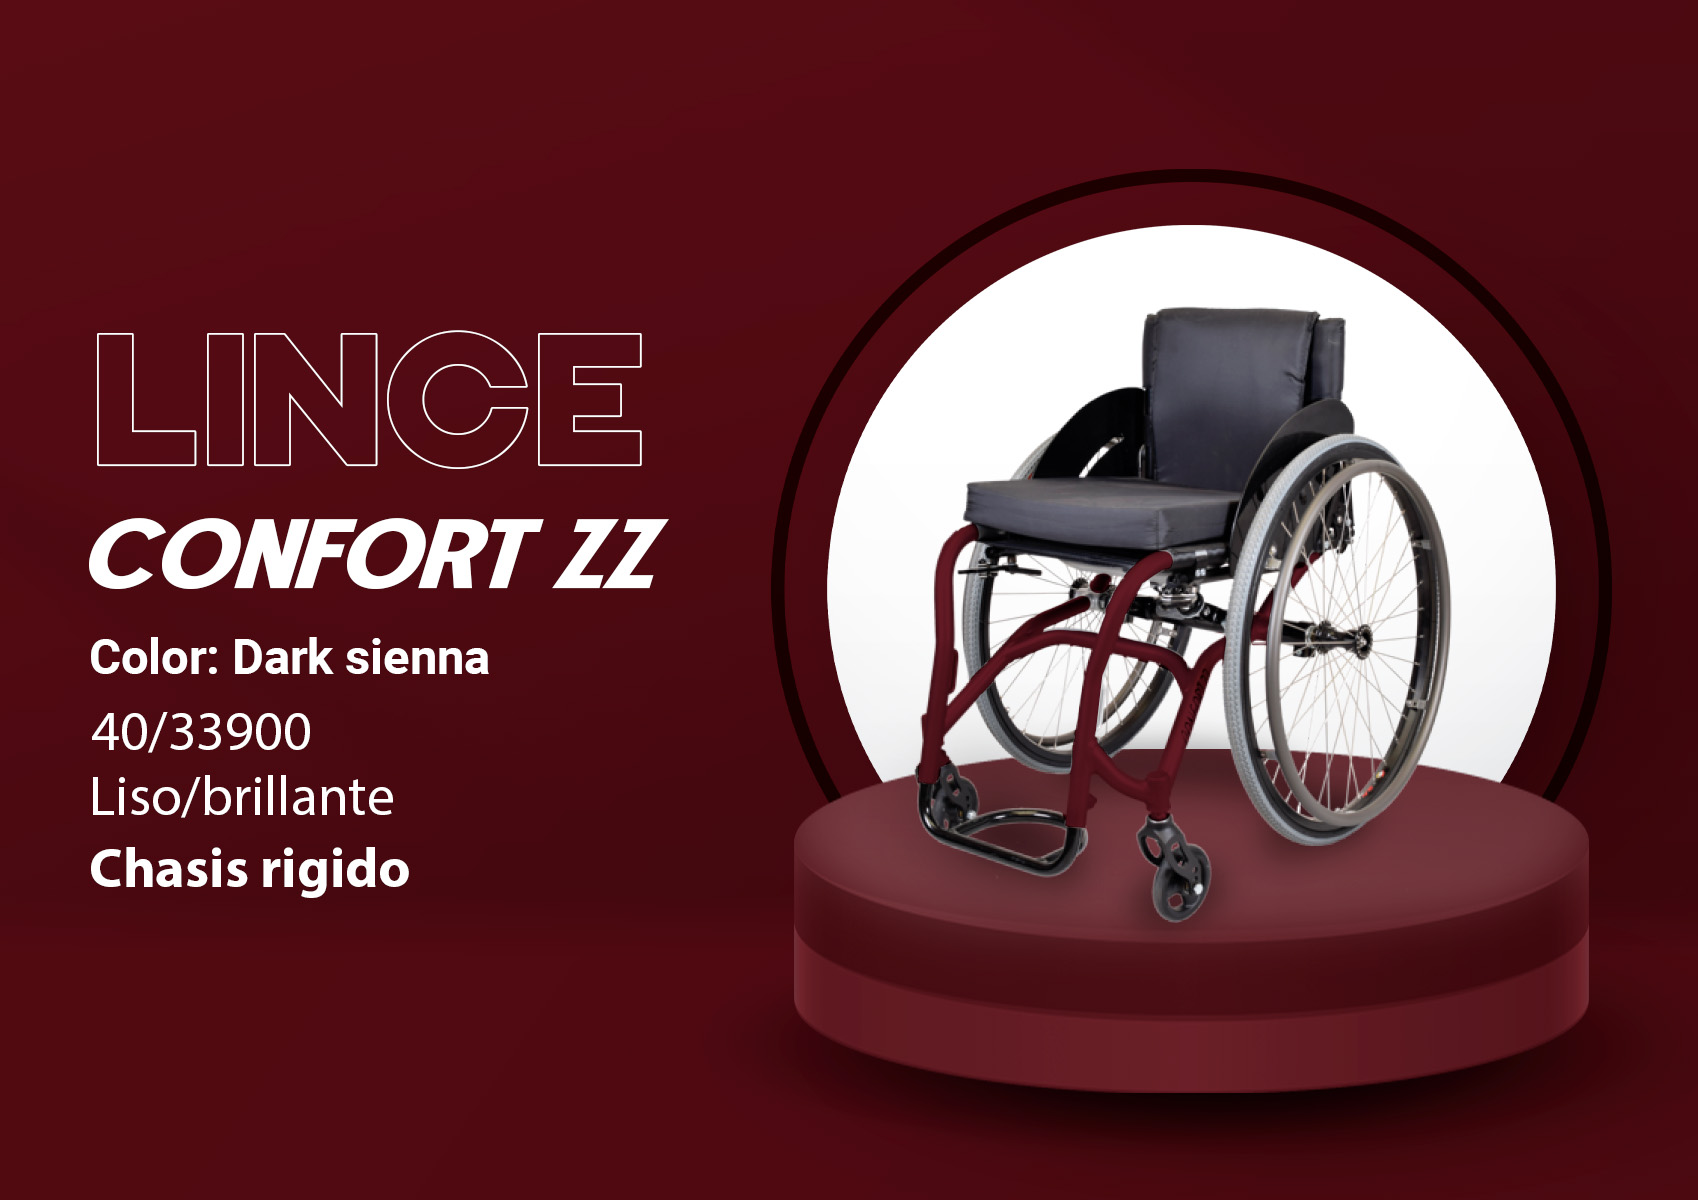 LINCE
CONFORT ZZ
Color: Dark sienna
40/33900
Liso/brillante
Chasis rigido